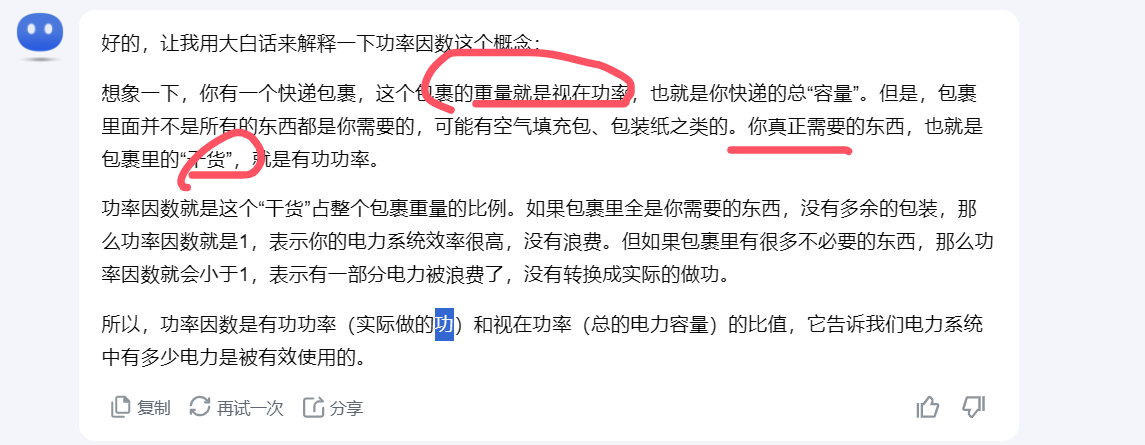 好的，让我用大白话来解释一下功率因数这个概念：
想象一下，你有一个快递包裹，这个包裹的重量就是视在功率，也就是你快递的总“容量”。但是，包裹
里面并不是所有的东西都是你需要的，可能有空气填充包、包装纸之类的。你真正需要的东西，也就是
包裹里的“干货”，就是有功功率。
功率因数就是这个“干货”占整个包裹重量的比例。如果包裹里全是你需要的东西，没有多余的包装，那
么功率因数就是1，表示你的电力系统效率很高，没有浪费。但如果包裹里有很多不必要的东西，那么功
率因数就会小于1，表示有一部分电力被浪费了，没有转换成实际的做功。
所以，功率因数是有功功率（实际做的功）和视在功率（总的电力容量）的比值，它告诉我们电力系统
中有多少电力是被有效使用的。
复制 再试一次 分享